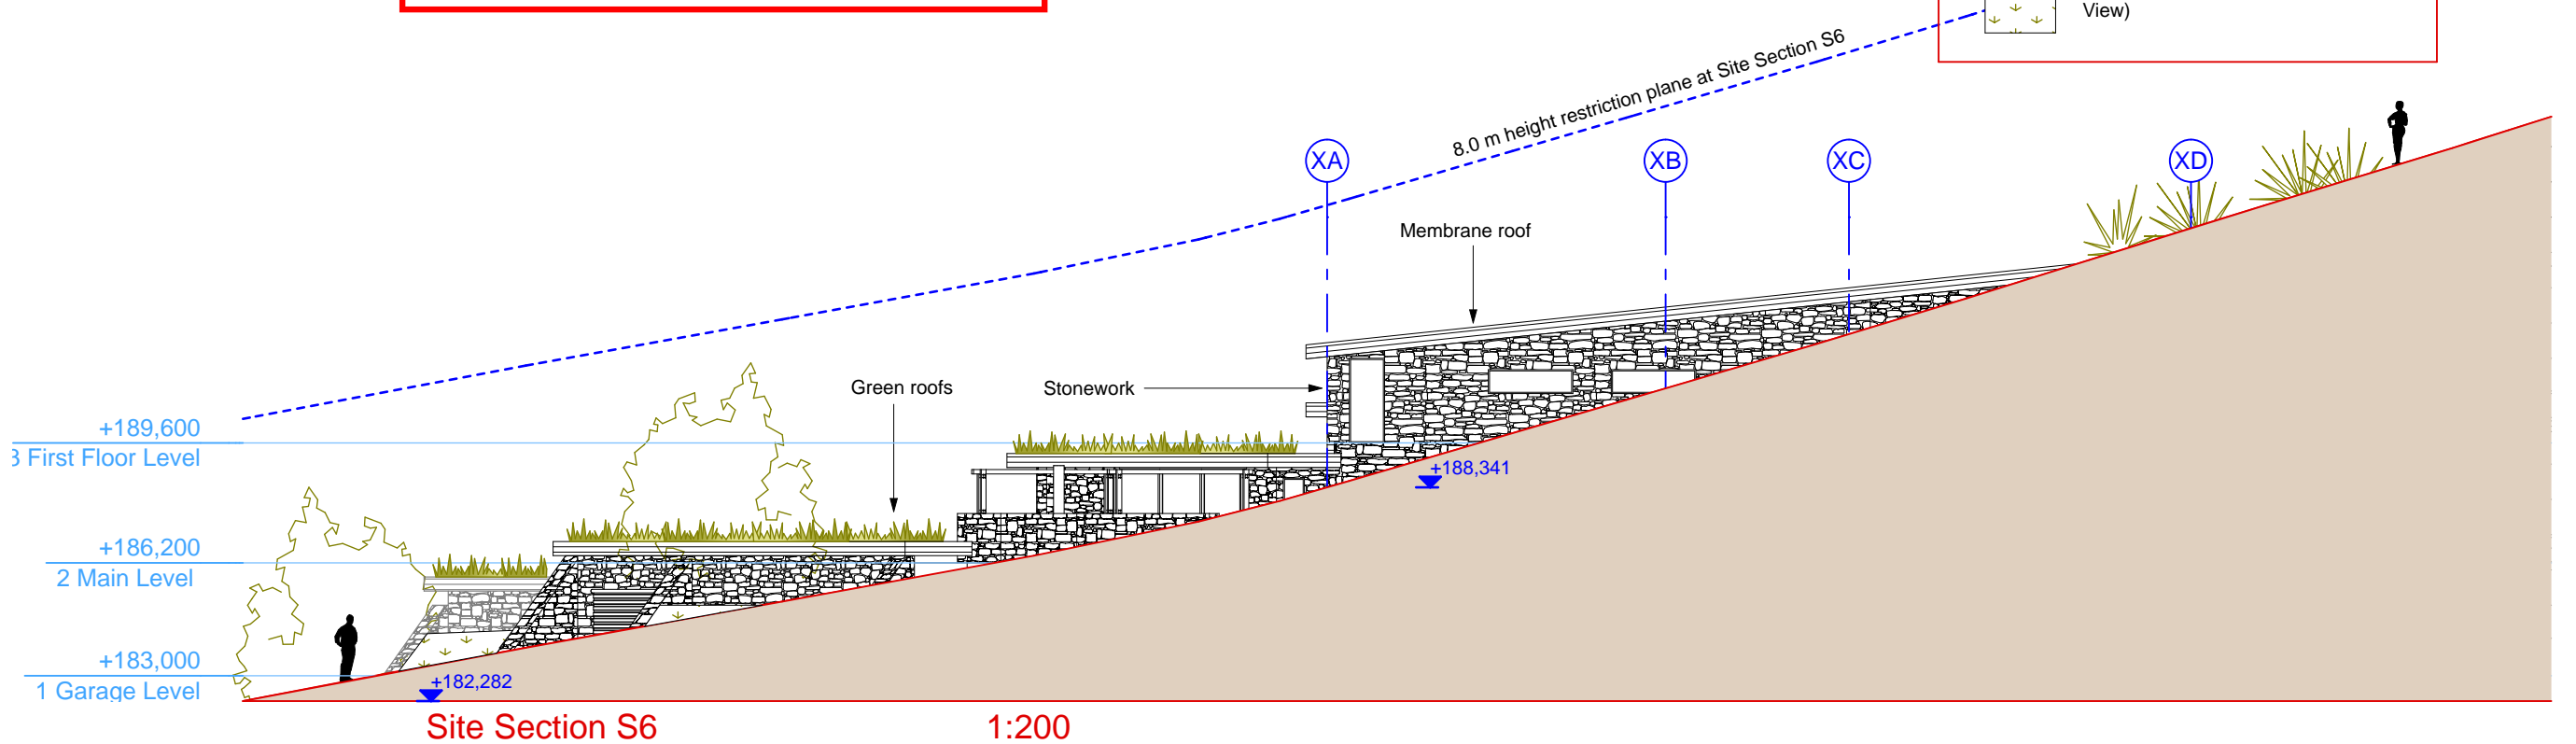 View)
8.0 m height restriction plane at Site Section S6
XA
XB
XC
XD
Membrane roof
Green roofs
Stonework
+189,600
3 First Floor Level
+188,341
+186,200
2 Main Level
+183,000
1 Garage Level
+182,282
Site Section S6
1:200